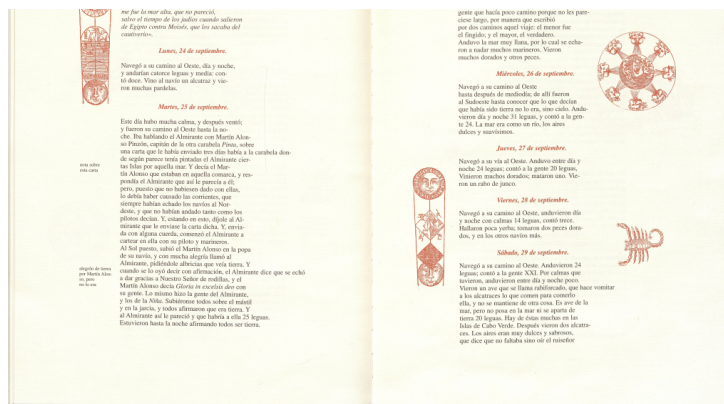 me fue la mar alta, que no pareció,
salvo el tiempo de los judíos cuando salieron
de Egipto contra Moisés, que los sacaba del
cautiverio».
Lunes, 24 de septiembre.
Navegó a su camino al Oeste, día y noche,
y andarían catorce leguas y media: con-
tó doce. Vino al navío un alcatraz y vie-
ron muchas pardelas.
Martes, 25 de septiembre.
Este día hubo mucha calma, y después ventó;
y fueron su camino al Oeste hasta la no-
che. Iba hablando el Almirante con Martín Alon-
so Pinzón, capitán de la otra carabela Pinta, sobre
una carta que le había enviado tres días hacía a la carabela don-
de según parece tenía pintadas el Almirante cier-
tas Islas por aquella mar. Y decía el Mar-
tín Alonso que estaban en aquella comarca, y res-
pondía el Almirante que así le parecía a él;
pero, puesto que no hubiesen dado con ellas,
lo debía haber causado las corrientes, que
siempre habían echado los navíos al Nor-
deste, y que no habían andado tanto como los
pilotos decían. Y, estando en esto, díjole al Al-
mirante que le enviase la carta dicha. Y, envia-
da con alguna cuerda, comenzó el Almirante a
cartear en ella con su piloto y marineros.
Al Sol puesto, subió el Martín Alonso en la popa
de su navío, y con mucha alegría llamó al
Almirante, pidiéndole albricias que veía tierra. Y
cuando se lo oyó decir con afirmación, el Almirante dice que se echó
a dar gracias a Nuestro Señor de rodillas, y el
Martín Alonso decía Gloria in excelsis deo con
su gente. Lo mismo hizo la gente del Almirante,
y los de la Niña. Subiéronse todos sobre el mástil
y en la jarcia, y todos afirmaron que era tierra. Y
al Almirante así le pareció y que habría a ella 25 leguas.
Estuvieron hasta la noche afirmando todos ser tierra.
nota sobre
esta carta
alegrón de tierra
por Martín Alon-
so, pero
no lo era
gente que hacía poco camino porque no les pare-
ciese largo, por manera que escribió
por dos caminos aquel viaje: el menor fue
el fingido; y el mayor, el verdadero.
Anduvo la mar muy llana, por lo cual se echa-
ron a nadar muchos marineros. Vieron
muchos dorados y otros peces.
Miércoles, 26 de septiembre.
Navegó a su camino al Oeste
hasta después de mediodía; de allí fueron
al Sudoeste hasta conocer que lo que decían
que había sido tierra no lo era, sino cielo. Andu-
vieron día y noche 31 leguas, y contó a la gen-
te 24. La mar era como un río, los aires
dulces y suavísimos.
Jueves, 27 de septiembre.
Navegó a su vía al Oeste. Anduvo entre día y
noche 24 leguas; contó a la gente 20 leguas,
Vinieron muchos dorados; mataron uno. Vie-
ron un rabo de junco.
Viernes, 28 de septiembre.
Navegó a su camino al Oeste, anduvieron día
y noche con calmas 14 leguas; contó trece.
Hallaron poca yerba; tomaron dos peces dora-
dos, y en los otros navíos más.
Sábado, 29 de septiembre.
Navegó a su camino al Oeste. Anduvieron 24
leguas; contó a la gente XXI. Por calmas que
tuvieron, anduvieron entre día y noche poco.
Vieron un ave que se llama rabiforcado, que hace vomitar
a los alcatraces lo que comen para comerlo
ella, y no se mantiene de otra cosa. Es ave de la
mar, pero no posa en la mar ni se aparta de
tierra 20 leguas. Hay de éstas muchas en las
Islas de Cabo Verde. Después vieron dos alcatra-
ces. Los aires eran muy dulces y sabrosos,
que dice que no faltaba sino oír el ruiseñor